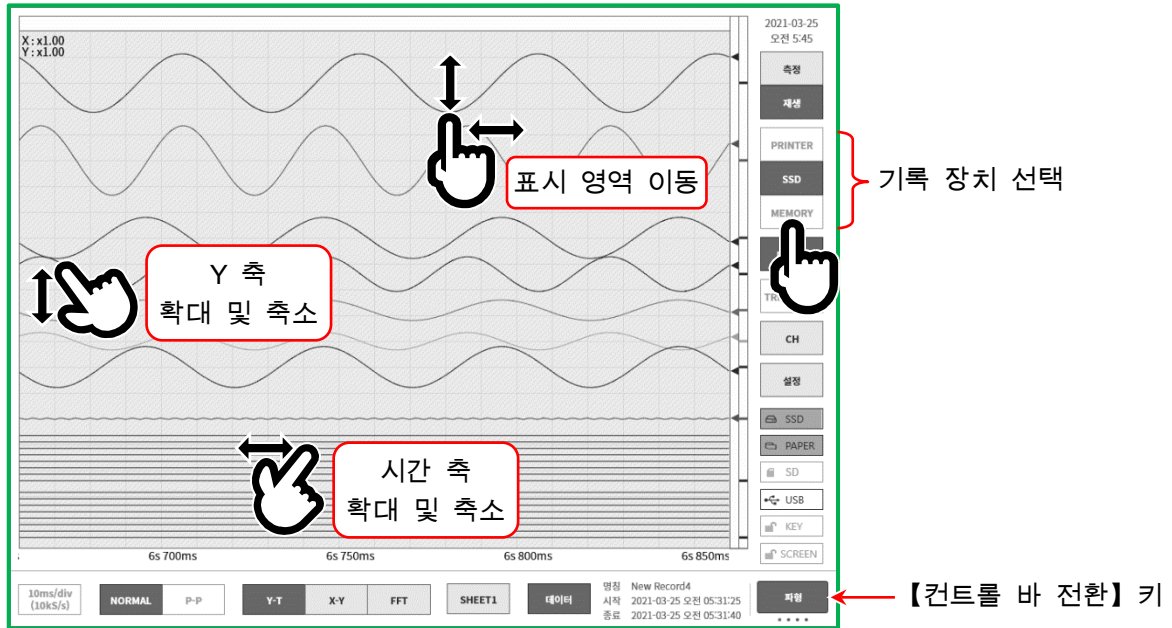 X : x1.00
Y : x1.00
2021-03-25
오전 5:45
측정
재생
PRINTER
SSD
MEMORY
기록 장치 선택
표시 영역 이동
Y 축
확대 및 축소
CH
설정
SSD
PAPER
SD
USB
KEY
SCREEN
시간 축
확대 및 축소
6s 700ms
6s 750ms
6s 800ms
6s 850ms
10ms/div
(10kS/s)
NORMAL
P-P
Y-T
X-Y
FFT
SHEET1
데이터
명칭 New Record4
시작 2021-03-25 오전 05:31:25
종료 2021-03-25 오전 05:31:40
파형
【컨트롤 바 전환】키